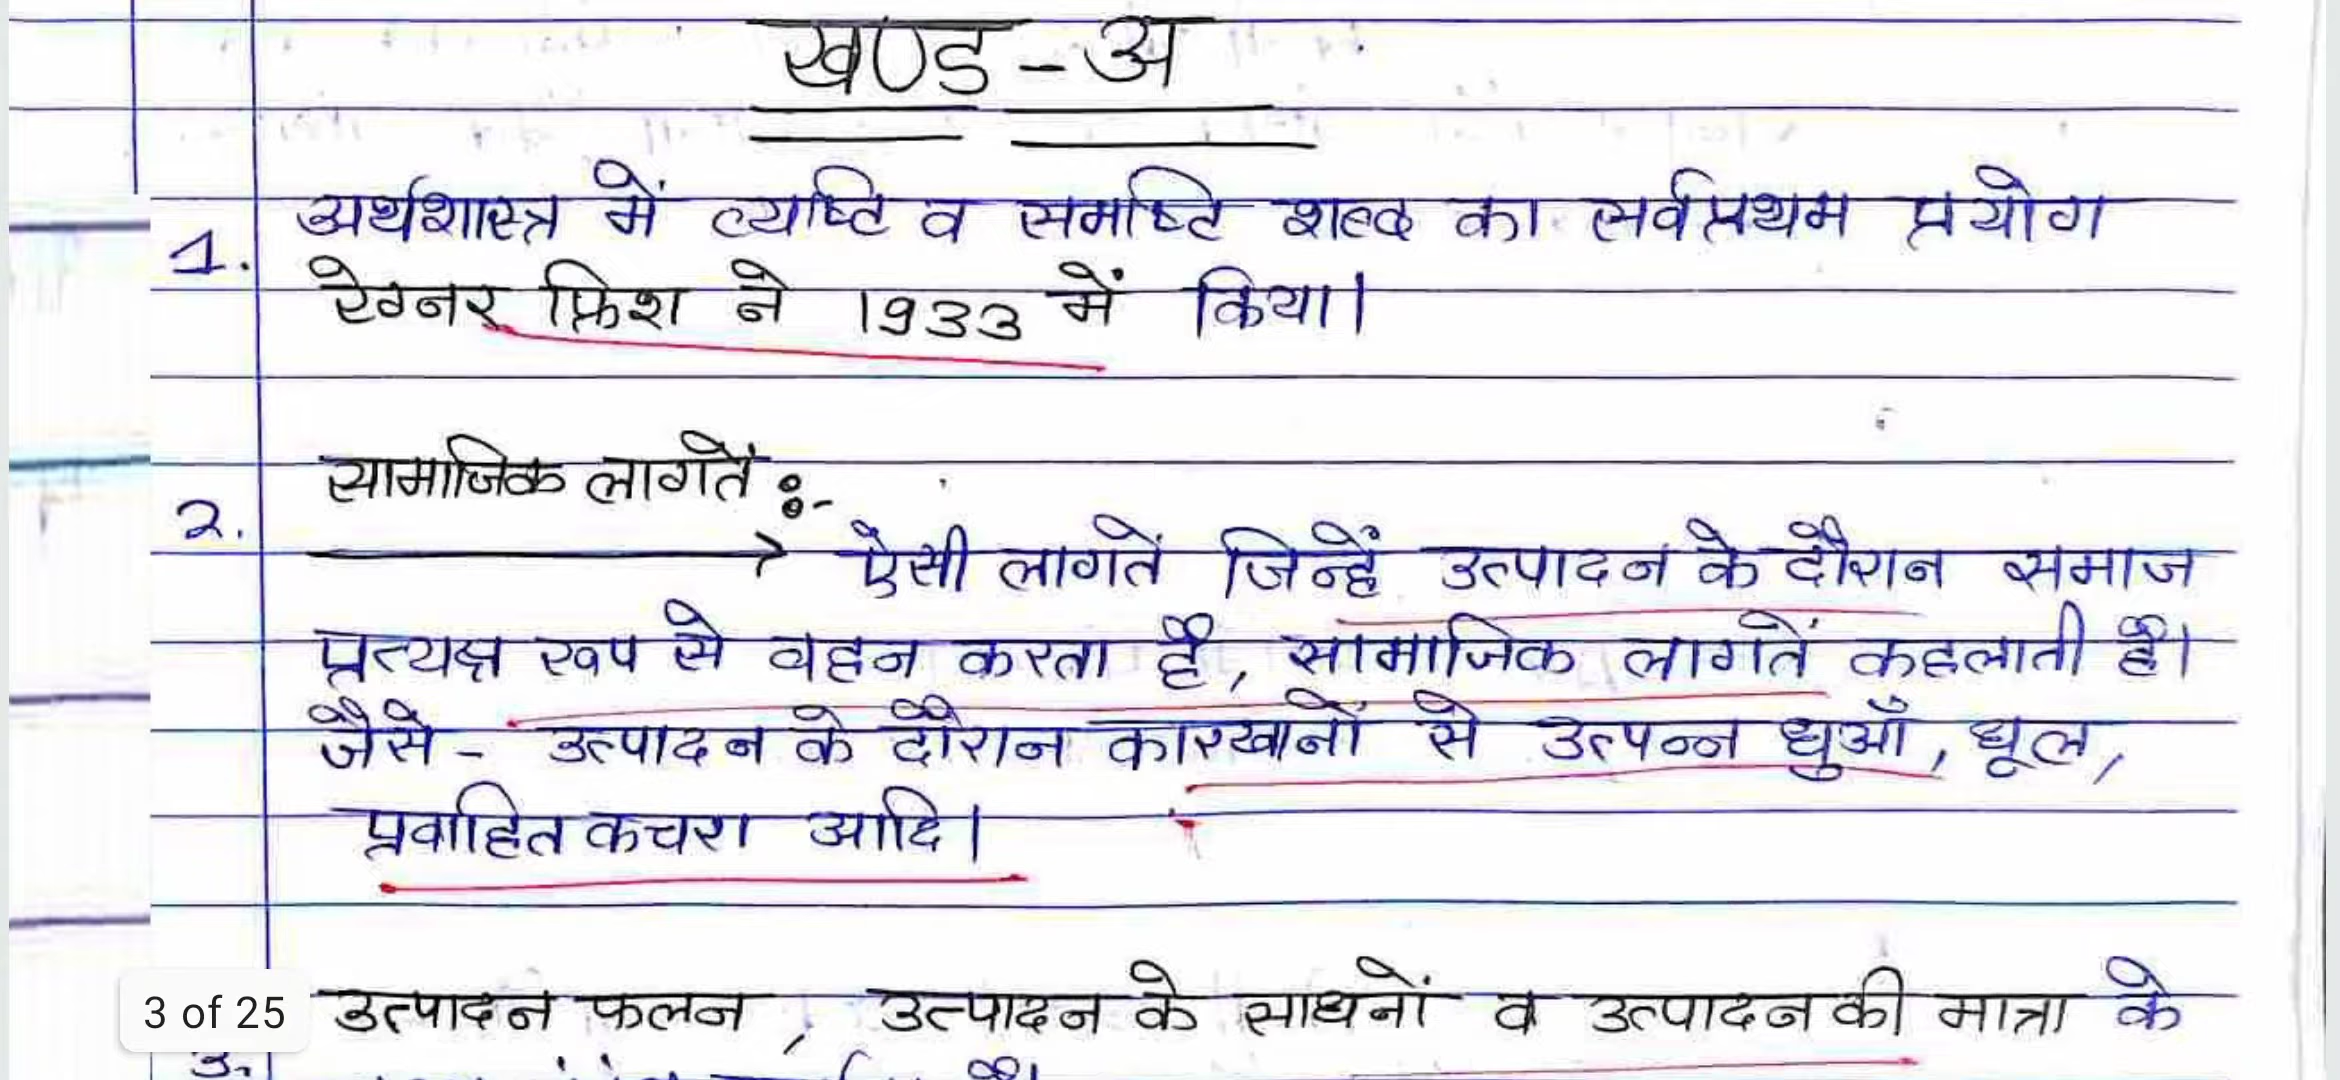 खण्ड - अ
1. अर्थशास्त्र में व्यष्टि व समष्टि शब्द का सर्वप्रथम प्रयोग
रेग्नर फ्रिश ने 1933 में किया।
2. सामाजिक लागतें :-
→ ऐसी लागतें जिन्हें उत्पादन के दौरान समाज
प्रत्यक्ष रूप से वहन करता है, सामाजिक लागतें कहलाती है।
जैसे - उत्पादन के दौरान कारखानों से उत्पन्न धुआँ, धूल,
प्रवाहित कचरा आदि।
3. उत्पादन फलन, उत्पादन के साधनों व उत्पादन की मात्रा के
3 of 25